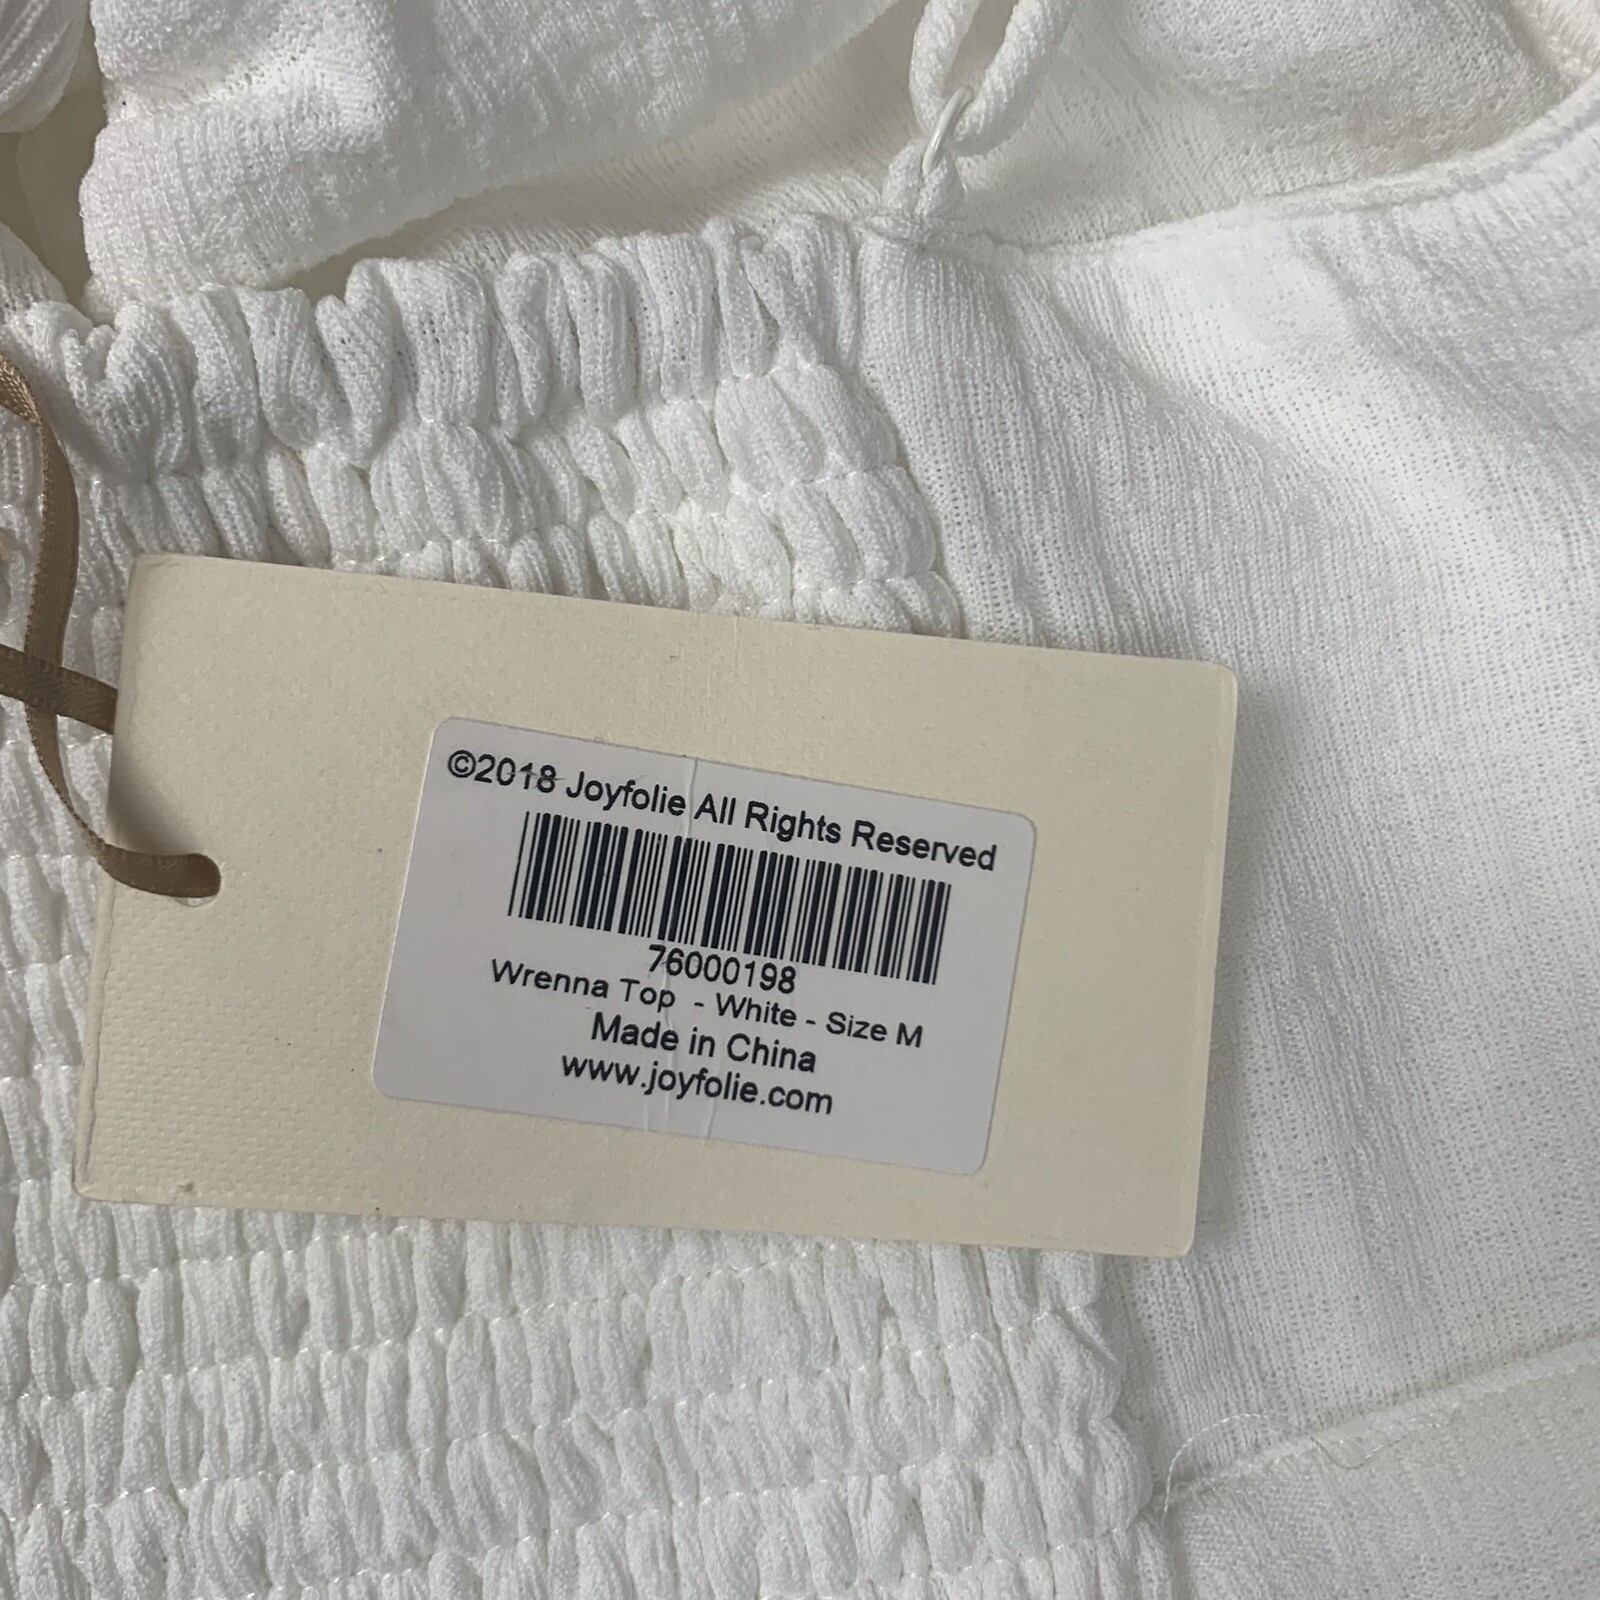 ©2018 Joyfolie All Rights Reserved
76000198
Wrenna Top - White - Size M
Made in China
www.joyfolie.com